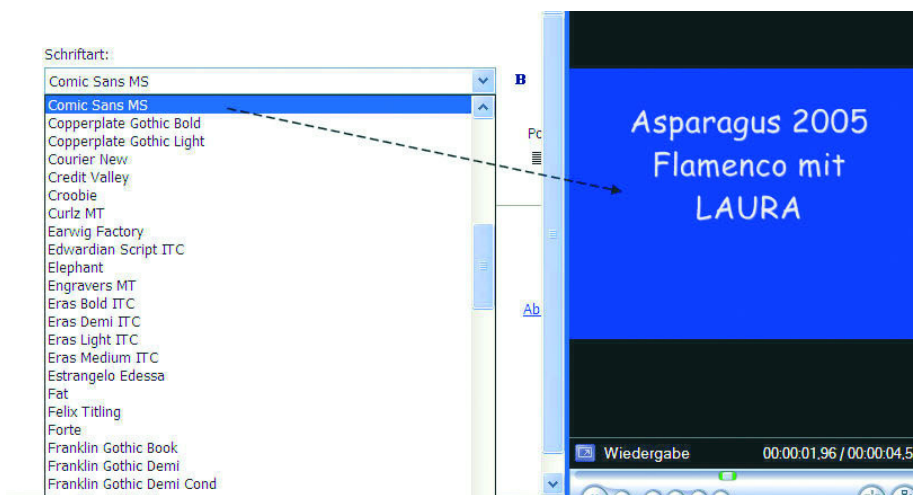 Schriftart:
Comic Sans MS
B
Comic Sans MS
Copperplate Gothic Bold
Copperplate Gothic Light
Courier New
Credit Valley
Croobie
Curlz MT
Earwig Factory
Edwardian Script ITC
Elephant
Engravers MT
Eras Bold ITC
Eras Demi ITC
Eras Light ITC
Eras Medium ITC
Estrangelo Edessa
Fat
Felix Titling
Forte
Franklin Gothic Book
Franklin Gothic Demi
Franklin Gothic Demi Cond
Pc
Ab
Asparagus 2005
Flamenco mit
LAURA
Wiedergabe 00:00:01,96 / 00:00:04,5